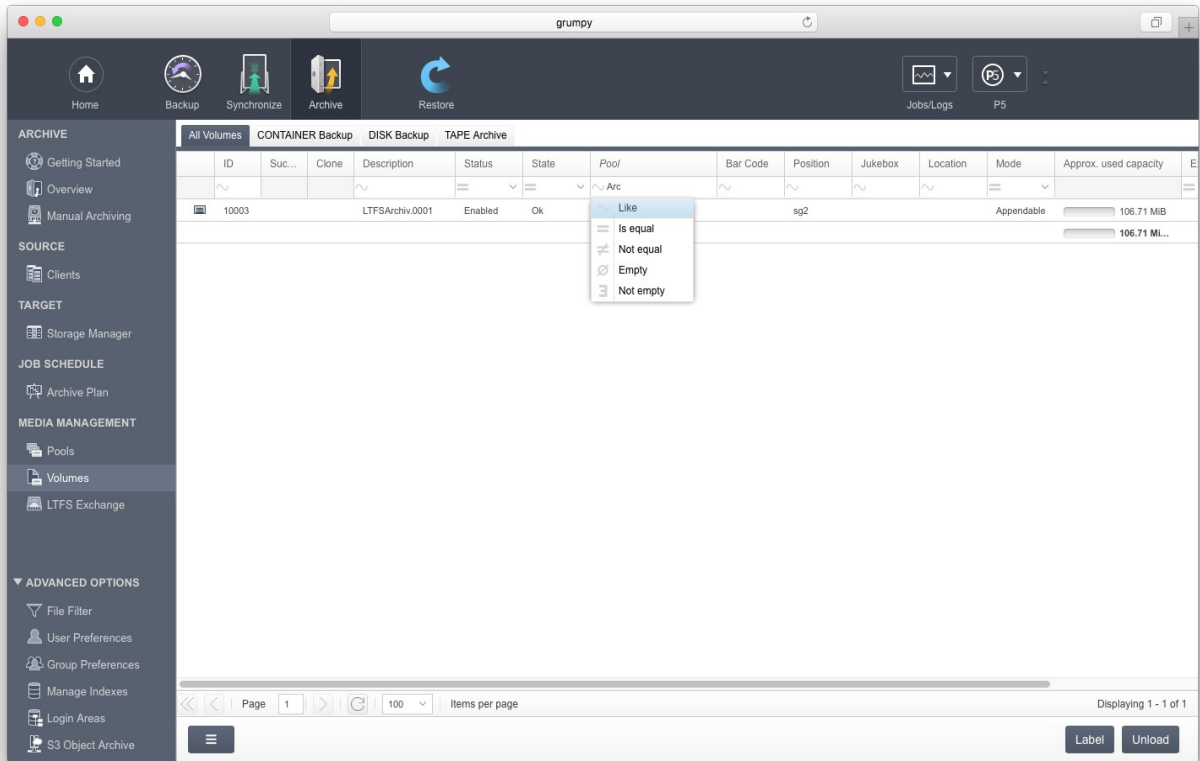 grumpy
Home
Backup
Synchronize
Archive
Restore
Jobs/Logs
P5
P5
ARCHIVE
Getting Started
Overview
Manual Archiving
SOURCE
Clients
TARGET
Storage Manager
JOB SCHEDULE
Archive Plan
MEDIA MANAGEMENT
Pools
Volumes
LTFS Exchange
ADVANCED OPTIONS
File Filter
User Preferences
Group Preferences
Manage Indexes
Login Areas
S3 Object Archive
All Volumes CONTAINER Backup DISK Backup TAPE Archive
ID Suc... Clone Description Status State Pool Bar Code Position Jukebox Location Mode Approx. used capacity E
Arc
10003 LTFSArchiv.0001 Enabled Ok sg2 Appendable 106.71 MiB
106.71 Mi...
Like
Is equal
Not equal
Empty
Not empty
Page 1 100 Items per page Displaying 1 - 1 of 1
Label Unload